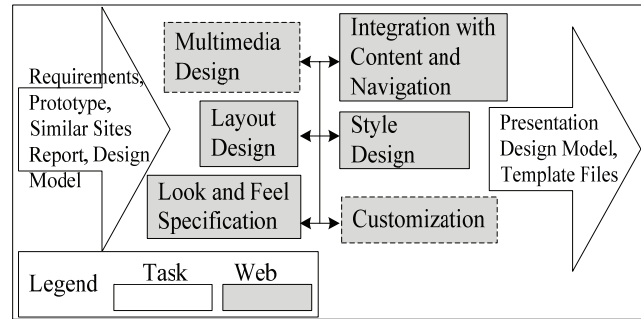 Requirements,
Prototype,
Similar Sites
Report, Design
Model
Multimedia
Design
Integration with
Content and
Navigation
Layout
Design
Style
Design
Look and Feel
Specification
Customization
Presentation
Design Model,
Template Files
Legend
Task
Web